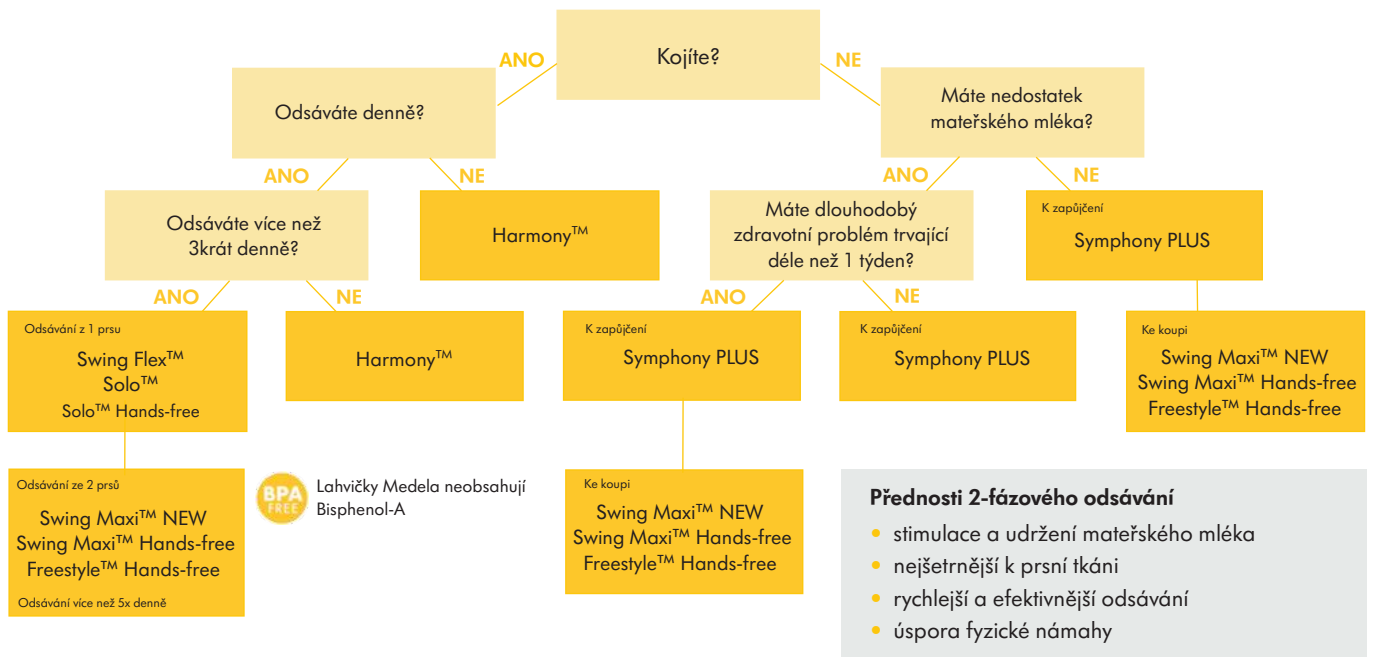 Kojíte?
ANO
NE
Odsáváte denně?
Máte nedostatek
mateřského mléka?
ANO
NE
ANO
NE
Odsáváte více než
3krát denně?
Harmony™
Máte dlouhodobý
zdravotní problém trvající
déle než 1 týden?
K zapůjčení
Symphony PLUS
ANO
NE
ANO
NE
Odsávání z 1 prsu
Swing Flex™
Solo™
Solo™ Hands-free
Harmony™
K zapůjčení
Symphony PLUS
K zapůjčení
Symphony PLUS
Ke koupi
Swing Maxi™ NEW
Swing Maxi™ Hands-free
Freestyle™ Hands-free
Odsávání ze 2 prsů
Swing Maxi™ NEW
Swing Maxi™ Hands-free
Freestyle™ Hands-free
Odsávání více než 5x denně
BPA
FREE
Lahvičky Medela neobsahují
Bisphenol-A
Ke koupi
Swing Maxi™ NEW
Swing Maxi™ Hands-free
Freestyle™ Hands-free
Přednosti 2-fázového odsávání
• stimulace a udržení mateřského mléka
• nejšetrnější k prsní tkáni
• rychlejší a efektivnější odsávání
• úspora fyzické námahy